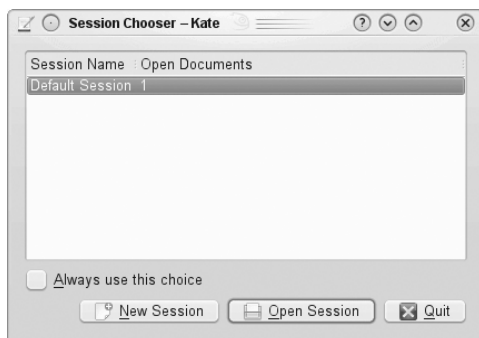 Session Chooser – Kate
Session Name Open Documents
Default Session 1
Always use this choice
New Session Open Session Quit